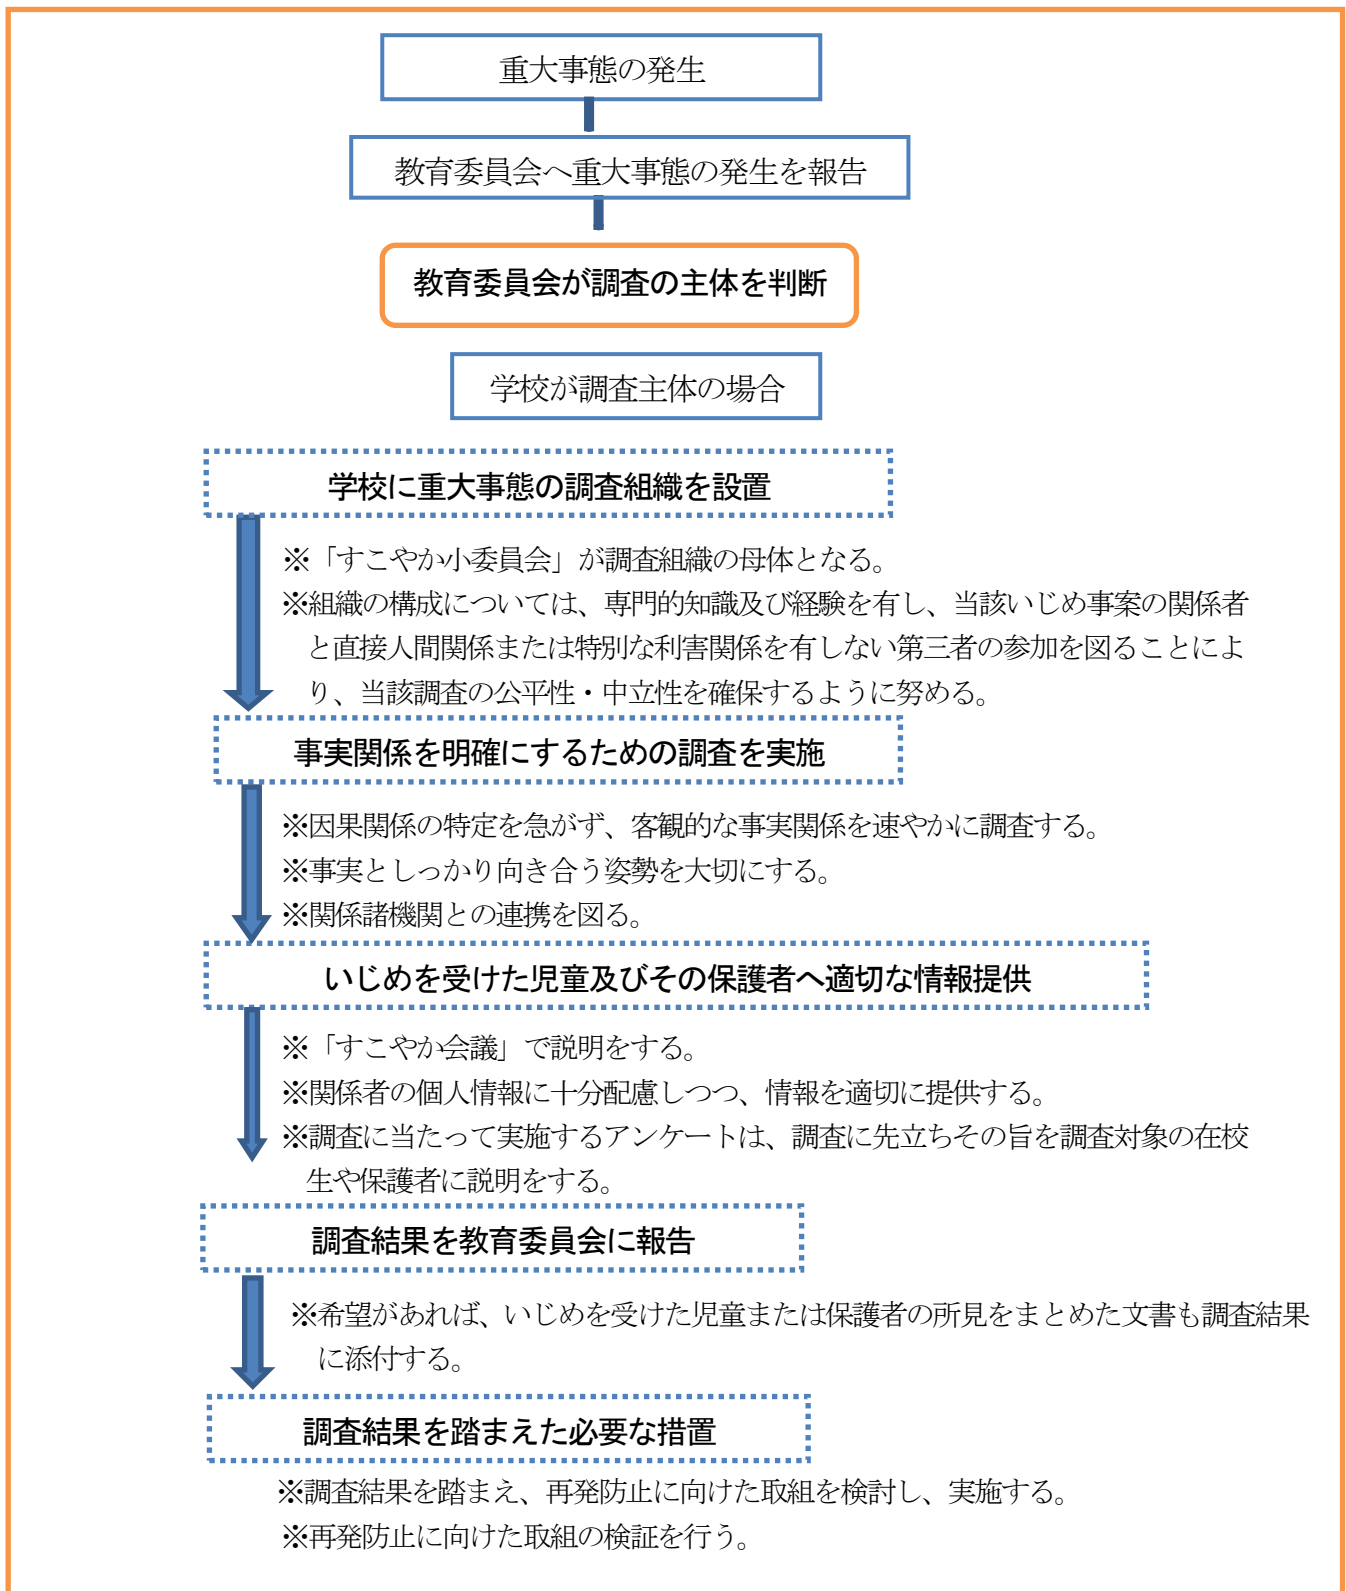 重大事態の発生
教育委員会へ重大事態の発生を報告
教育委員会が調査の主体を判断
学校が調査主体の場合
学校に重大事態の調査組織を設置
※「すこやか小委員会」が調査組織の母体となる。
※組織の構成については、専門的知識及び経験を有し、当該いじめ事案の関係者
と直接人間関係または特別な利害関係を有しない第三者の参加を図ることによ
り、当該調査の公平性・中立性を確保するように努める。
事実関係を明確にするための調査を実施
※因果関係の特定を急がず、客観的な事実関係を速やかに調査する。
※事実としっかり向き合う姿勢を大切にする。
※関係諸機関との連携を図る。
いじめを受けた児童及びその保護者へ適切な情報提供
※「すこやか会議」で説明をする。
※関係者の個人情報に十分配慮しつつ、情報を適切に提供する。
※調査に当たって実施するアンケートは、調査に先立ちその旨を調査対象の在校
生や保護者に説明をする。
調査結果を教育委員会に報告
※希望があれば、いじめを受けた児童または保護者の所見をまとめた文書も調査結果
に添付する。
調査結果を踏まえた必要な措置
※調査結果を踏まえ、再発防止に向けた取組を検討し、実施する。
※再発防止に向けた取組の検証を行う。